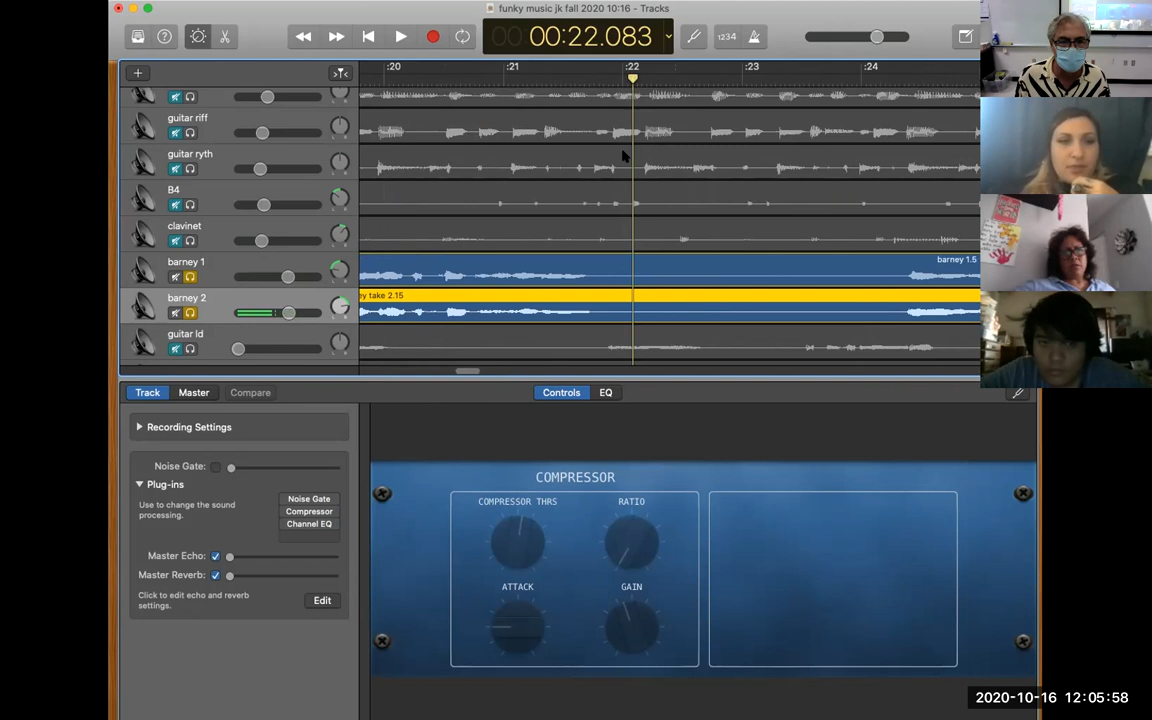 funky music jk fall 2020 10:16 - Tracks
00:22.083
1234
:20
:21
:22
:23
:24
guitar riff
guitar ryth
B4
clavinet
barney 1
barney 1.5
barney 2
ey take 2.15
guitar ld
L R
Track
Master
Compare
Controls
EQ
Recording Settings
Noise Gate:
Plug-ins
Use to change the sound
processing.
Noise Gate
Compressor
Channel EQ
Master Echo:
Master Reverb:
Click to edit echo and reverb
settings.
Edit
COMPRESSOR
COMPRESSOR THRS
RATIO
ATTACK
GAIN
2020-10-16 12:05:58